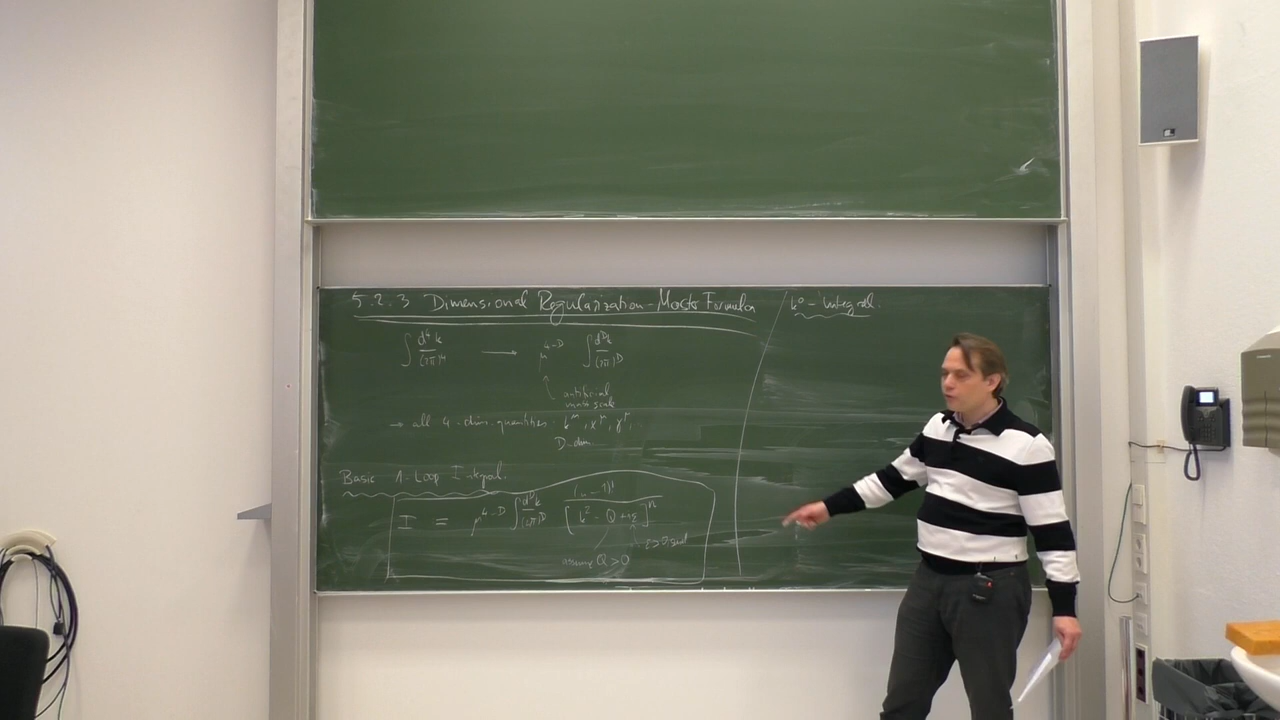 5.2.3 Dimensional Regularization - Master Formula
∫ d⁴k/(2π)⁴ → μ^{4-D} ∫ d^Dk/(2π)^D
artificial
mass scale
→ all 4-dim. quantities: k^μ, x^μ, γ^μ,
D-dim.
Basic 1-Loop Integral.
I = μ^{4-D} ∫ d^Dk/(2π)^D (n-1)!/[k² - Q + iε]^n
ε>0, small
assume Q > 0
k⁰ - integral.